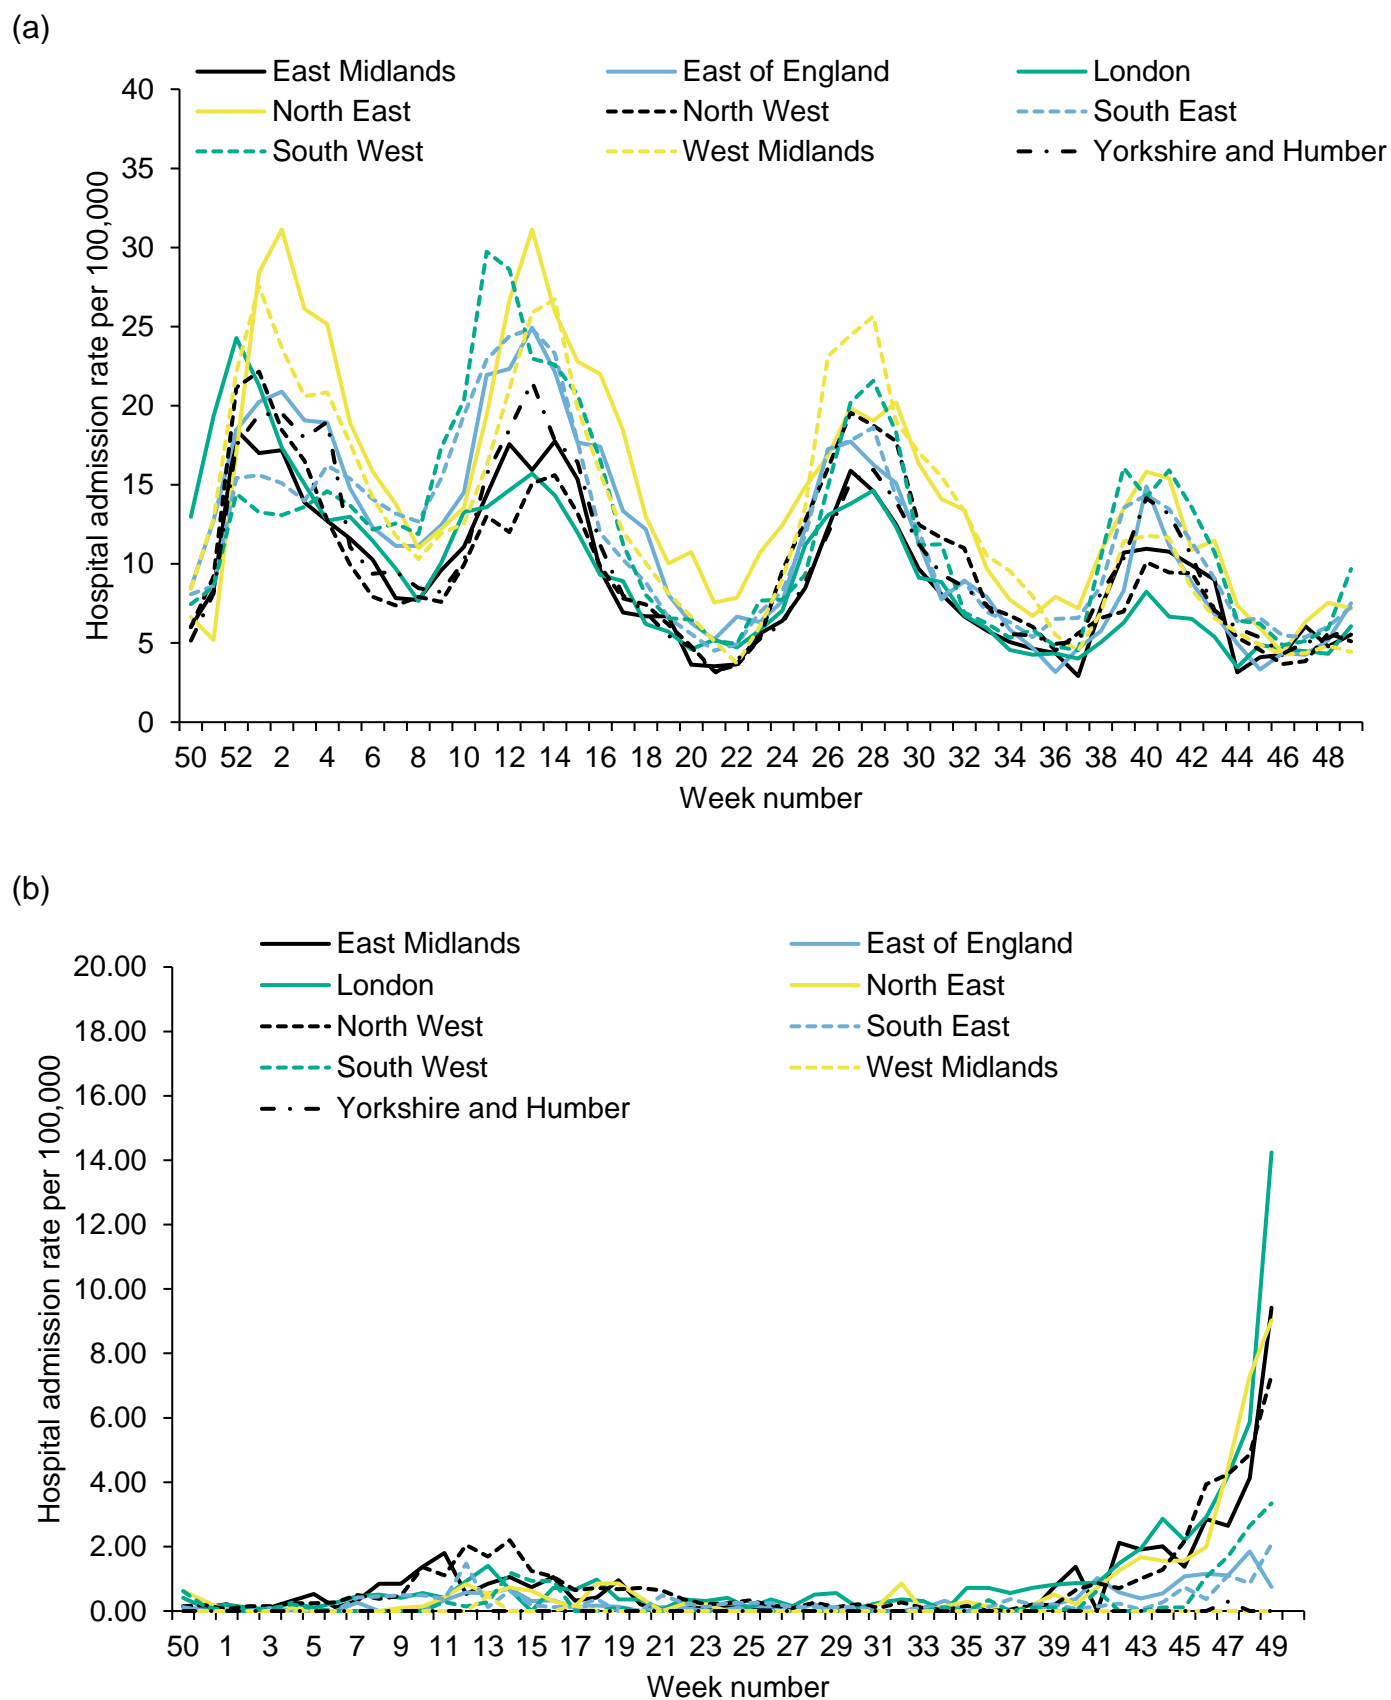 (a)
East Midlands East of England London
North East North West South East
South West West Midlands Yorkshire and Humber
40
35
30
25
20
15
10
5
0
Hospital admission rate per 100,000
50 52 2 4 6 8 10 12 14 16 18 20 22 24 26 28 30 32 34 36 38 40 42 44 46 48
Week number
(b)
East Midlands East of England
London North East
North West South East
South West West Midlands
Yorkshire and Humber
20.00
18.00
16.00
14.00
12.00
10.00
8.00
6.00
4.00
2.00
0.00
Hospital admission rate per 100,000
50 1 3 5 7 9 11 13 15 17 19 21 23 25 27 29 31 33 35 37 39 41 43 45 47 49
Week number